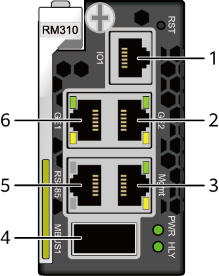 RM310
RST
IO1
1
6
GE1
GE2
2
5
RS485
Mgmt
3
4
MBUS1
PWR
HLY